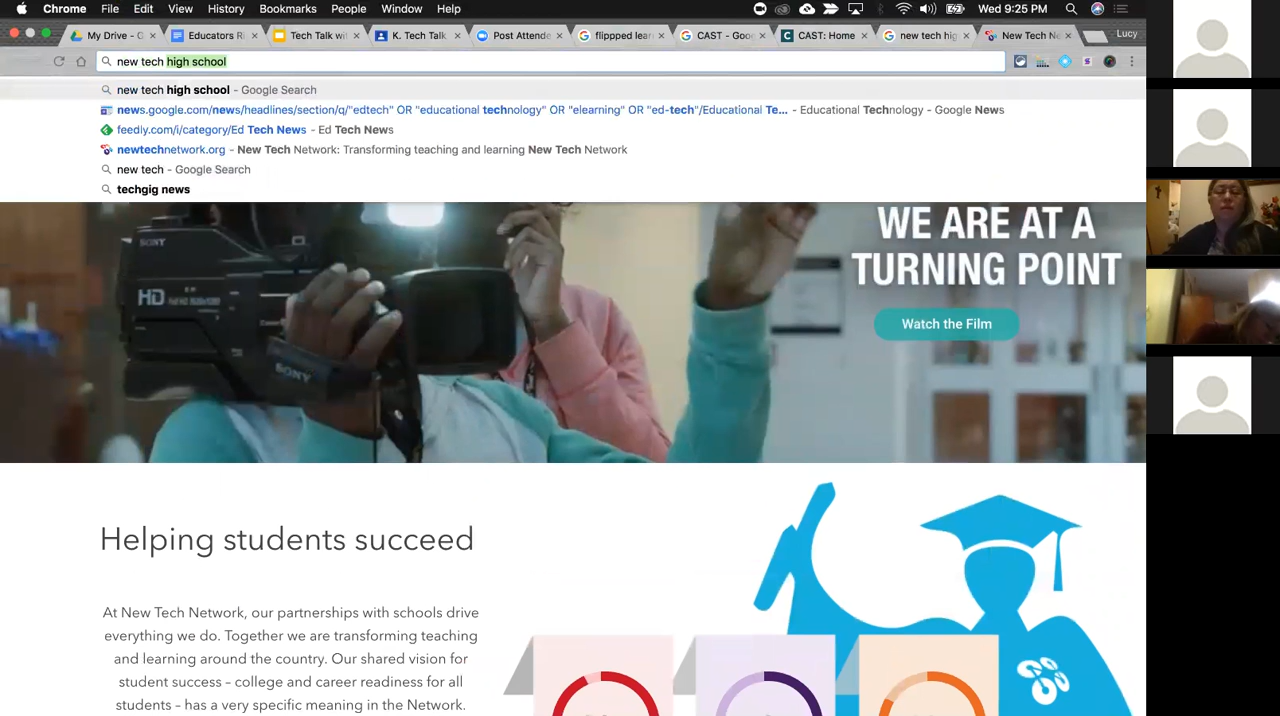 Chrome File Edit View History Bookmarks People Window Help Wed 9:25 PM
My Drive - G Educators Ri Tech Talk wi K. Tech Talk Post Attende flippped lear CAST - Goog CAST: Home new tech hig New Tech Ne Lucy
new tech high school
new tech high school - Google Search
news.google.com/news/headlines/section/q/"edtech" OR "educational technology" OR "elearning" OR "ed-tech"/Educational Te... - Educational Technology - Google News
feedly.com/i/category/Ed Tech News - Ed Tech News
newtechnetwork.org - New Tech Network: Transforming teaching and learning New Tech Network
new tech - Google Search
techgig news
SONY
HD
SONY
WE ARE AT A
TURNING POINT
Watch the Film
Helping students succeed
At New Tech Network, our partnerships with schools drive
everything we do. Together we are transforming teaching
and learning around the country. Our shared vision for
student success – college and career readiness for all
students – has a very specific meaning in the Network.